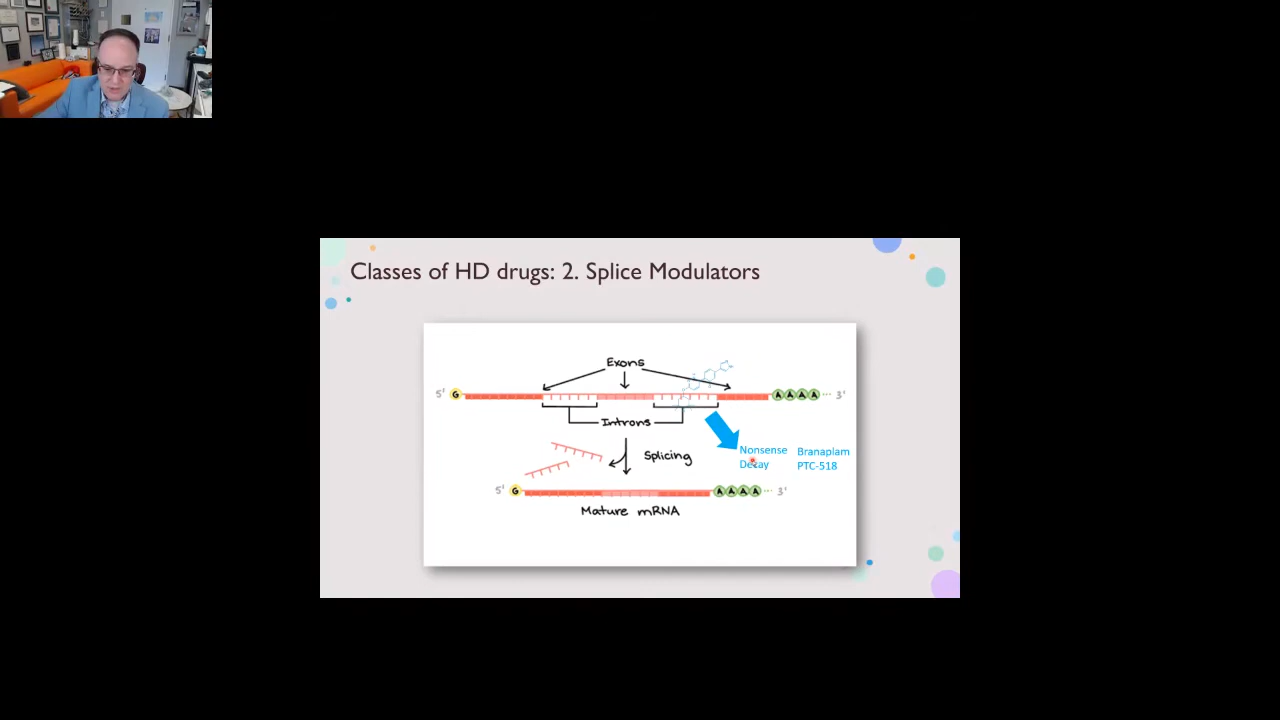 Classes of HD drugs: 2. Splice Modulators
Exons
5' G A A A A ... 3'
Introns
Splicing
Nonsense Decay
Branaplam PTC-518
5' G A A A A ... 3'
Mature mRNA